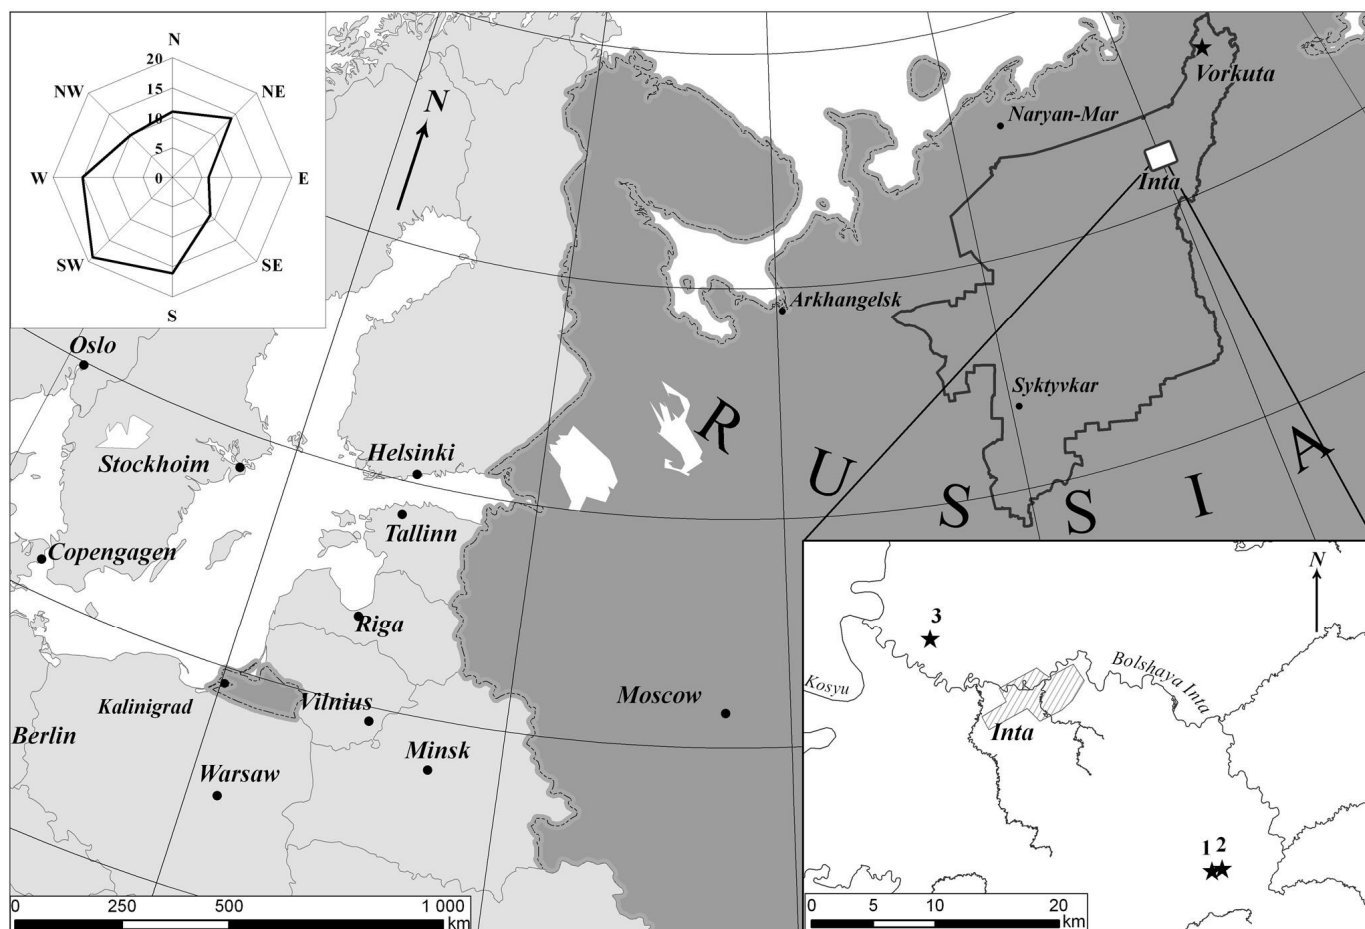 N
20
NW
NE
15
10
5
W
0
E
SW
SE
S
N
Vorkuta
Naryan-Mar
Inta
Arkhangelsk
Oslo
Syktyvkar
RUSSIA
Stockhoim
Helsinki
Tallinn
Copengagen
Riga
Kalinigrad
Vilnius
Moscow
Berlin
Minsk
Warsaw
0 250 500 1 000
km
N
3
Bolshaya Inta
Kosyu
Inta
1 2
0 5 10 20
km